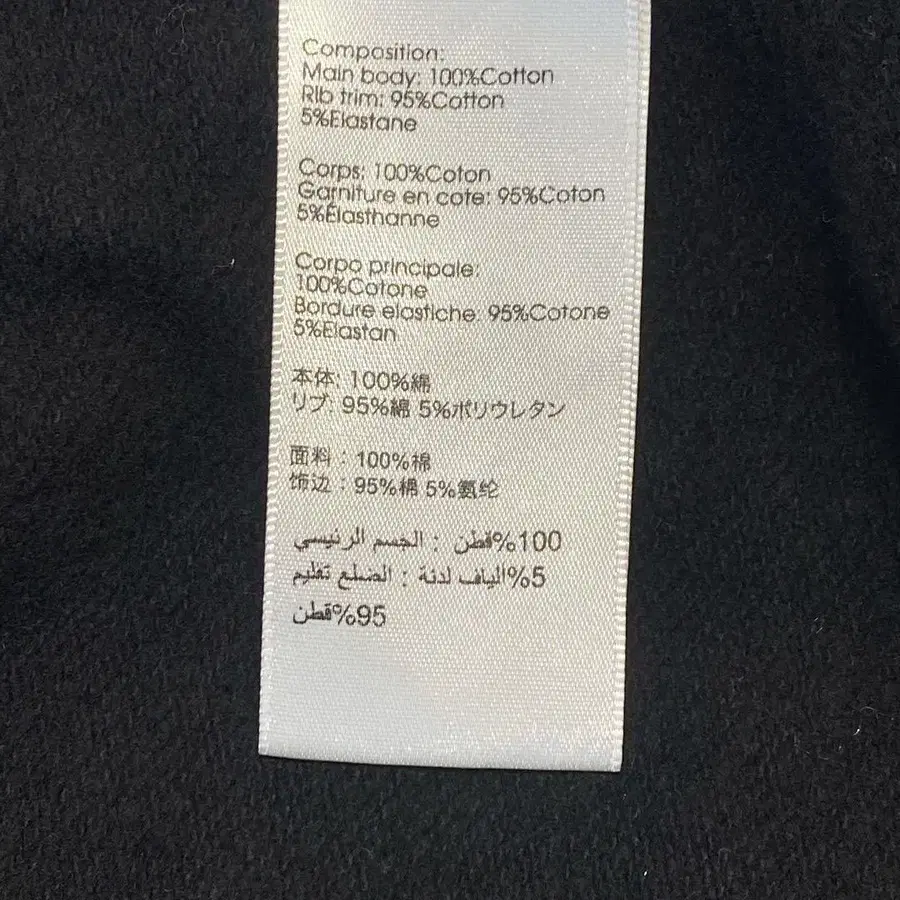 Composition:
Main body: 100%Cotton
Rib trim: 95%Cotton
5%Elastane
Corps: 100%Coton
Garniture en cote: 95%Coton
5%Élasthanne
Corpo principale:
100%Cotone
Bordure elastiche: 95%Cotone
5%Elastan
本体: 100%綿
リブ: 95%綿 5%ポリウレタン
面料：100%棉
饰边：95%棉 5%氨纶
100%قطن : الجسم الرئيسي
5%الياف لدنة : الضلع تقليم
95%قطن